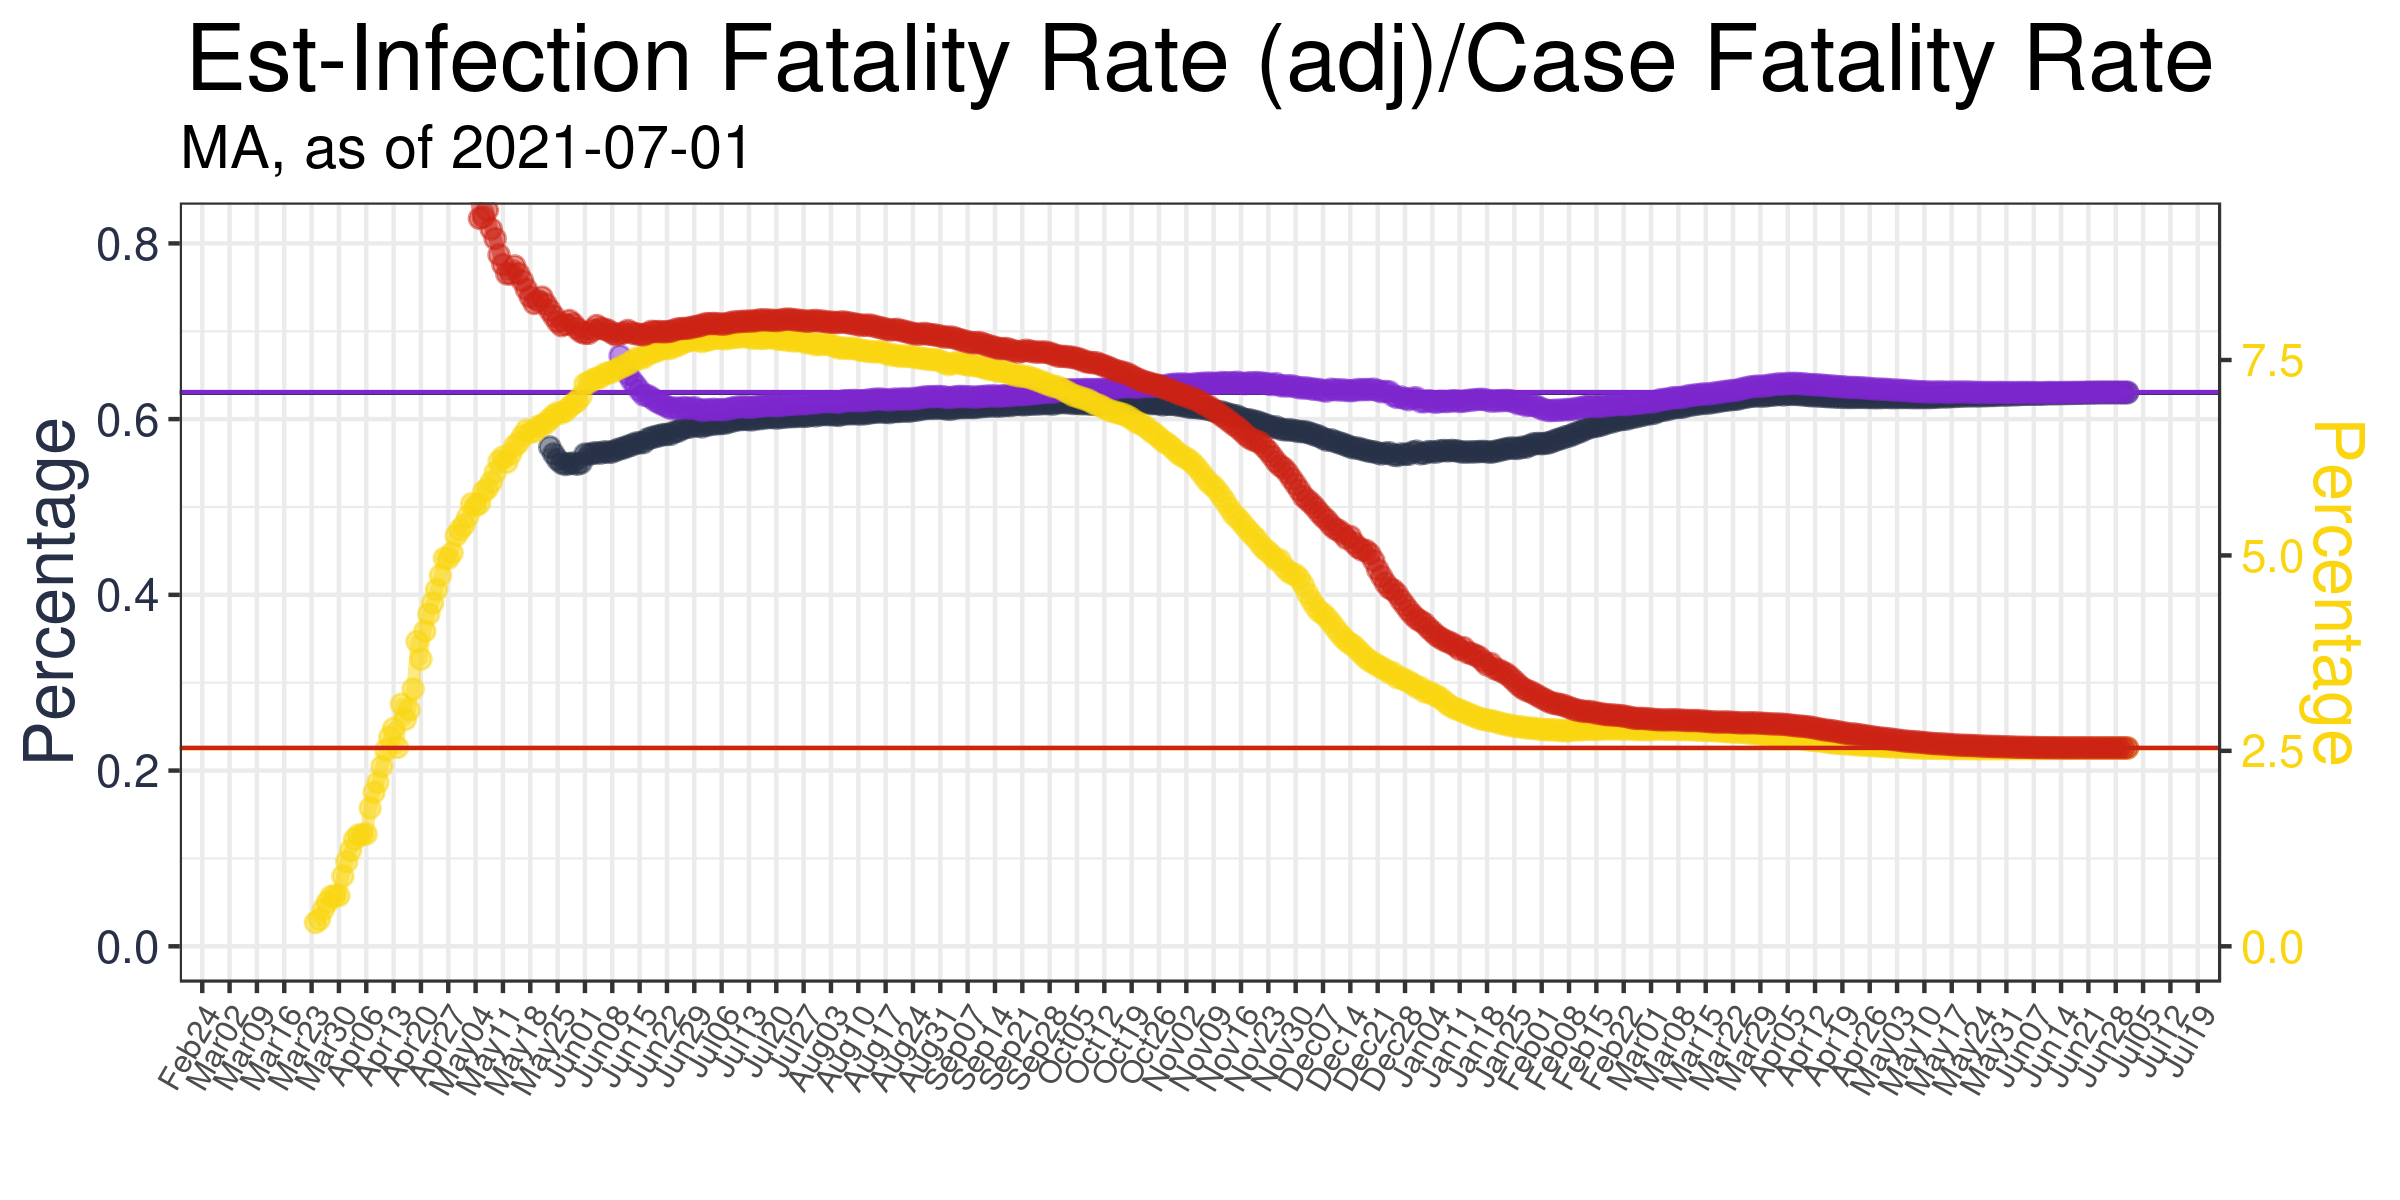 Est-Infection Fatality Rate (adj)/Case Fatality Rate
MA, as of 2021-07-01
Percentage
0.8
0.6
0.4
0.2
0.0
7.5
5.0
2.5
0.0
Percentage
Feb24
Mar02
Mar09
Mar16
Mar23
Mar30
Apr06
Apr13
Apr20
Apr27
May04
May11
May18
May25
Jun01
Jun08
Jun15
Jun22
Jun29
Jul06
Jul13
Jul20
Jul27
Aug03
Aug10
Aug17
Aug24
Aug31
Sep07
Sep14
Sep21
Sep28
Oct05
Oct12
Oct19
Oct26
Nov02
Nov09
Nov16
Nov23
Nov30
Dec07
Dec14
Dec21
Dec28
Jan04
Jan11
Jan18
Jan25
Feb01
Feb08
Feb15
Feb22
Mar01
Mar08
Mar15
Mar22
Mar29
Apr05
Apr12
Apr19
Apr26
May03
May10
May17
May24
May31
Jun07
Jun14
Jun21
Jun28
Jul05
Jul12
Jul19